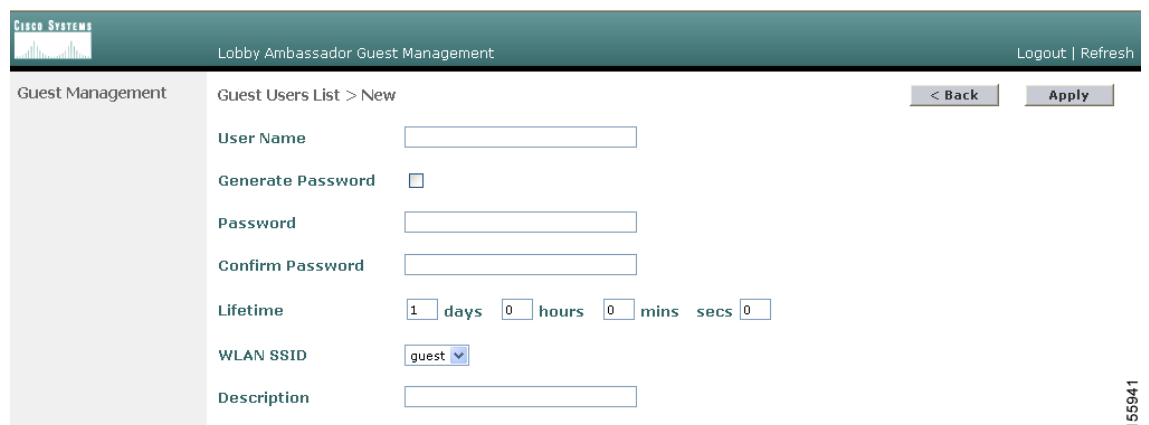 CISCO SYSTEMS
Lobby Ambassador Guest Management
Logout | Refresh
Guest Management
Guest Users List > New
< Back
Apply
User Name
Generate Password
Password
Confirm Password
Lifetime 1 days 0 hours 0 mins secs 0
WLAN SSID guest
Description
155941